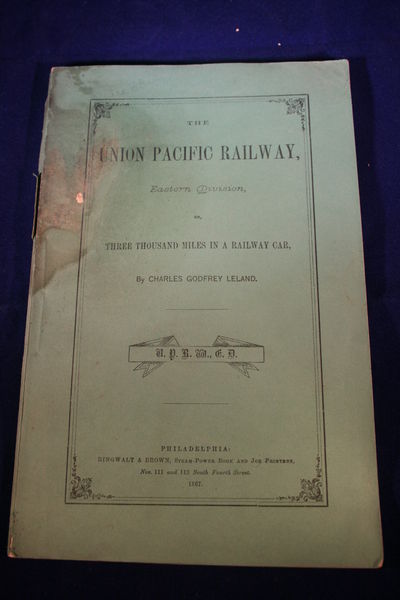 THE
UNION PACIFIC RAILWAY,
Eastern Division,
OR,
THREE THOUSAND MILES IN A RAILWAY CAR,
By CHARLES GODFREY LELAND.
U. P. R. W., E. D.
PHILADELPHIA:
RINGWALT & BROWN, STEAM-POWER BOOK AND JOB PRINTERS,
Nos. 111 and 113 South Fourth Street.
1867.